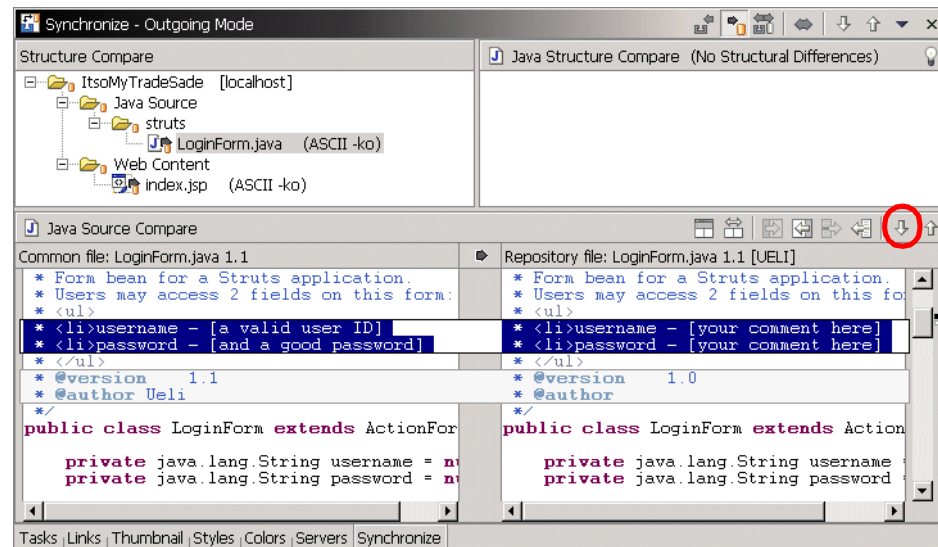 Synchronize - Outgoing Mode
Structure Compare
Java Structure Compare (No Structural Differences)
ItsoMyTradeSade [localhost]
Java Source
struts
LoginForm.java (ASCII -ko)
Web Content
index.jsp (ASCII -ko)
Java Source Compare
Common file: LoginForm.java 1.1
* Form bean for a Struts application.
* Users may access 2 fields on this form:
* <ul>
* <li>username - [a valid user ID]
* <li>password - [and a good password]
* </ul>
* @version 1.1
* @author Ueli
*/
public class LoginForm extends ActionFor
private java.lang.String username = nu
private java.lang.String password = nu
Repository file: LoginForm.java 1.1 [UELI]
* Form bean for a Struts application.
* Users may access 2 fields on this for
* <ul>
* <li>username - [your comment here]
* <li>password - [your comment here]
* </ul>
* @version 1.0
* @author
*/
public class LoginForm extends Action
private java.lang.String username =
private java.lang.String password =
Tasks Links Thumbnail Styles Colors Servers Synchronize